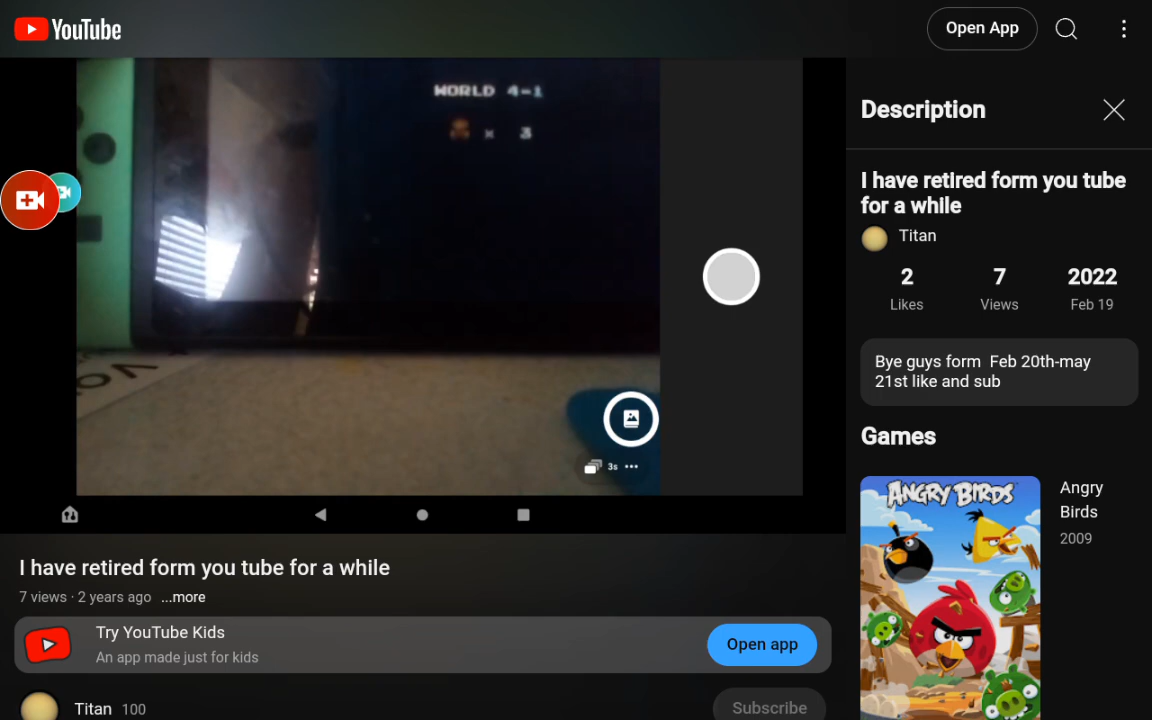 YouTube
Open App
WORLD 4-1
× 3
3s
I have retired form you tube for a while
7 views · 2 years ago ...more
Try YouTube Kids
An app made just for kids
Open app
Titan 100
Subscribe
Description
I have retired form you tube
for a while
Titan
2 7 2022
Likes Views Feb 19
Bye guys form  Feb 20th-may
21st like and sub
Games
ANGRY BIRDS
Angry
Birds
2009